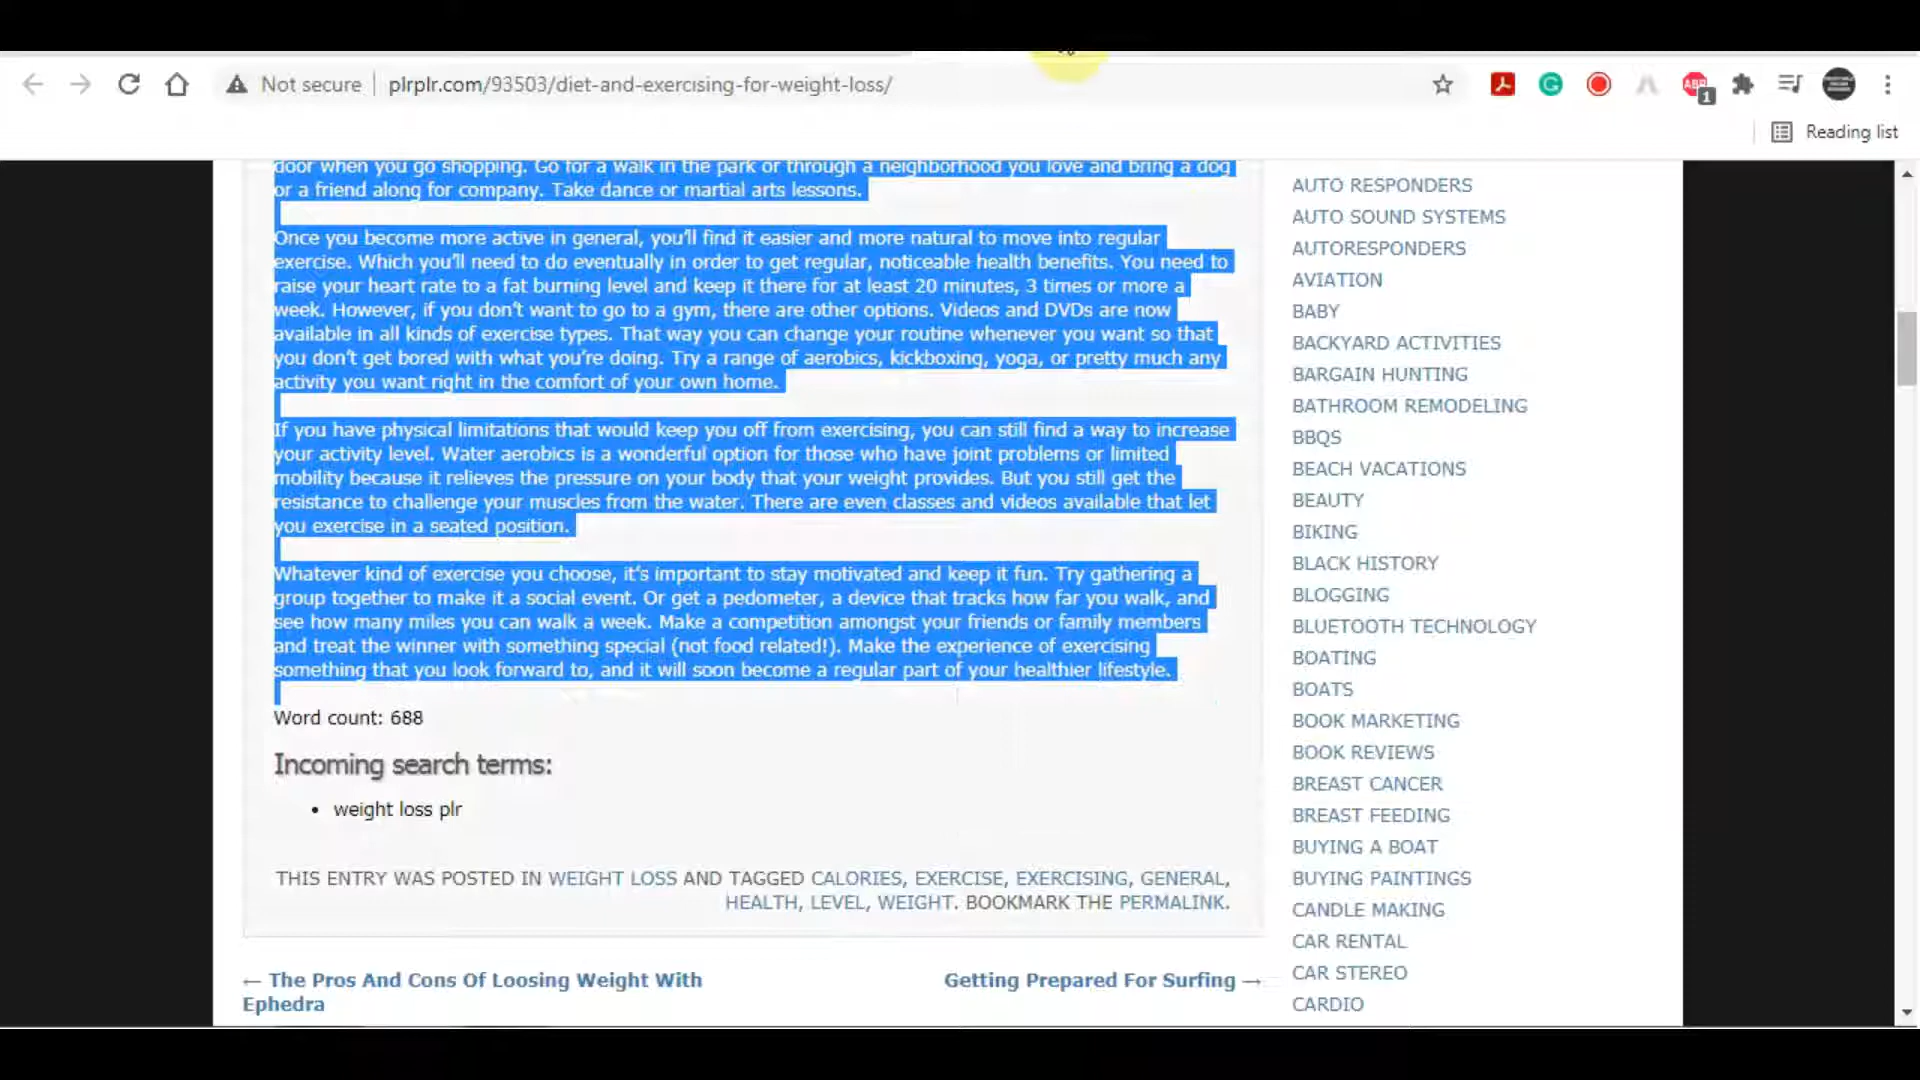 Not secure
plrplr.com/93503/diet-and-exercising-for-weight-loss/
ABP
1
Reading list
door when you go shopping. Go for a walk in the park or through a neighborhood you love and bring a dog
or a friend along for company. Take dance or martial arts lessons.
Once you become more active in general, you'll find it easier and more natural to move into regular
exercise. Which you'll need to do eventually in order to get regular, noticeable health benefits. You need to
raise your heart rate to a fat burning level and keep it there for at least 20 minutes, 3 times or more a
week. However, if you don't want to go to a gym, there are other options. Videos and DVDs are now
available in all kinds of exercise types. That way you can change your routine whenever you want so that
you don't get bored with what you're doing. Try a range of aerobics, kickboxing, yoga, or pretty much any
activity you want right in the comfort of your own home.
If you have physical limitations that would keep you off from exercising, you can still find a way to increase
your activity level. Water aerobics is a wonderful option for those who have joint problems or limited
mobility because it relieves the pressure on your body that your weight provides. But you still get the
resistance to challenge your muscles from the water. There are even classes and videos available that let
you exercise in a seated position.
Whatever kind of exercise you choose, it's important to stay motivated and keep it fun. Try gathering a
group together to make it a social event. Or get a pedometer, a device that tracks how far you walk, and
see how many miles you can walk a week. Make a competition amongst your friends or family members
and treat the winner with something special (not food related!). Make the experience of exercising
something that you look forward to, and it will soon become a regular part of your healthier lifestyle.
Word count: 688
Incoming search terms:
• weight loss plr
THIS ENTRY WAS POSTED IN WEIGHT LOSS AND TAGGED CALORIES, EXERCISE, EXERCISING, GENERAL,
HEALTH, LEVEL, WEIGHT. BOOKMARK THE PERMALINK.
← The Pros And Cons Of Loosing Weight With
Ephedra
Getting Prepared For Surfing →
AUTO RESPONDERS
AUTO SOUND SYSTEMS
AUTORESPONDERS
AVIATION
BABY
BACKYARD ACTIVITIES
BARGAIN HUNTING
BATHROOM REMODELING
BBQS
BEACH VACATIONS
BEAUTY
BIKING
BLACK HISTORY
BLOGGING
BLUETOOTH TECHNOLOGY
BOATING
BOATS
BOOK MARKETING
BOOK REVIEWS
BREAST CANCER
BREAST FEEDING
BUYING A BOAT
BUYING PAINTINGS
CANDLE MAKING
CAR RENTAL
CAR STEREO
CARDIO